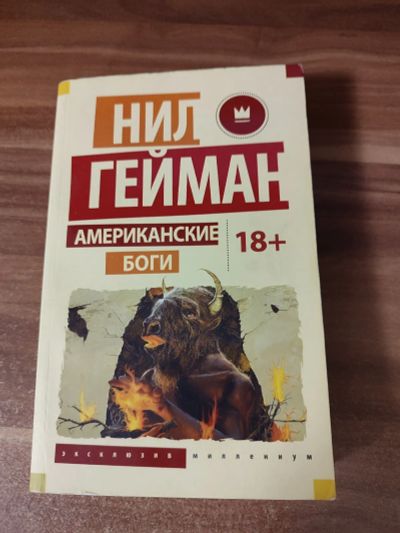 НИЛ
ГЕЙМАН
АМЕРИКАНСКИЕ
БОГИ
18+
эксклюзив миллениум